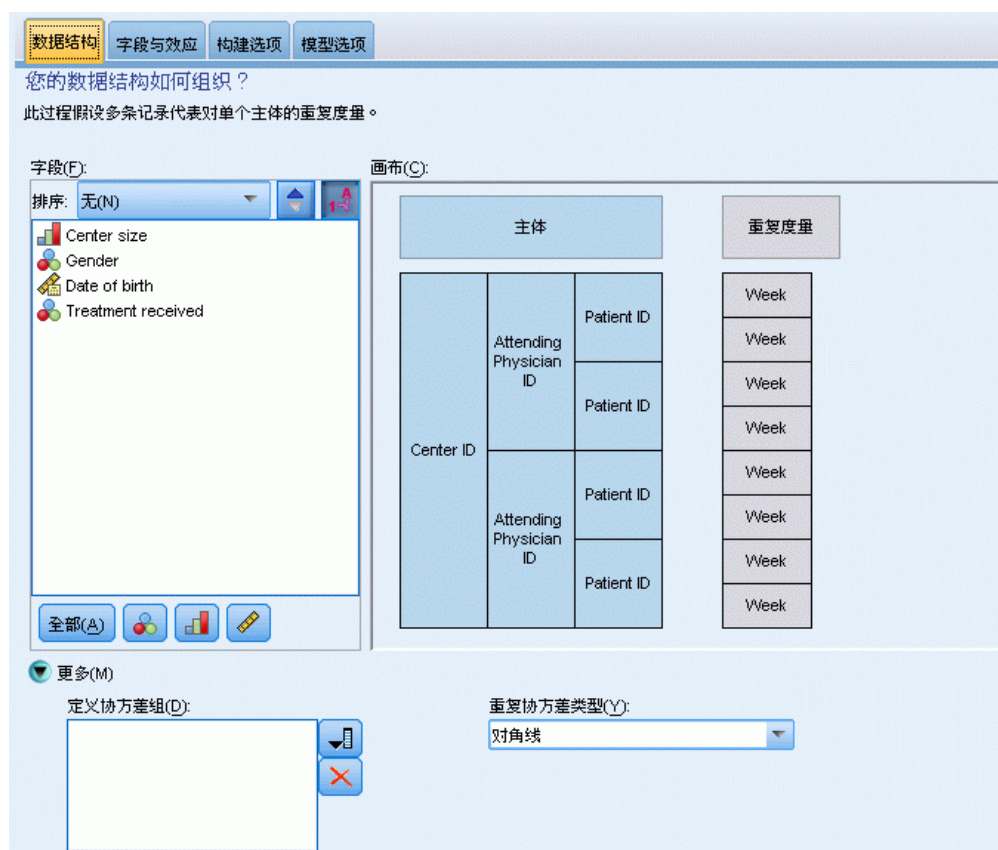 数据结构 字段与效应 构建选项 模型选项
您的数据结构如何组织？
此过程假设多条记录代表对单个主体的重复度量。
字段(F):
排序: 无(N)
Center size
Gender
Date of birth
Treatment received
全部(A)
画布(C):
主体 重复度量
Center ID
Attending
Physician
ID
Patient ID
Patient ID
Attending
Physician
ID
Patient ID
Patient ID
Week
Week
Week
Week
Week
Week
Week
Week
更多(M)
定义协方差组(D):
重复协方差类型(Y):
对角线